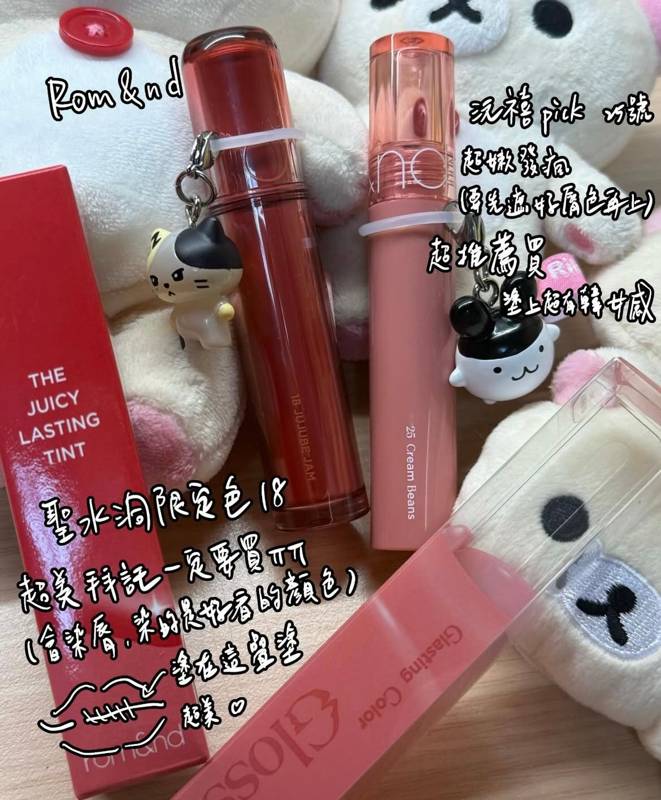 Rom&nd
沅禧pick 25號
超嫩發瘋
(要先遮好唇色再上)
超推薦買
塗上超有韓女感
THE
JUICY
LASTING
TINT
18 JUJUBE JAM
25 Cream Beans
聖水洞限定色18
超美拜託一定要買ㅠㅠ
(會染唇,染的是好看的顏色)
塗在這邊塗
超美♡
rom&nd
Glasting Color
Gloss